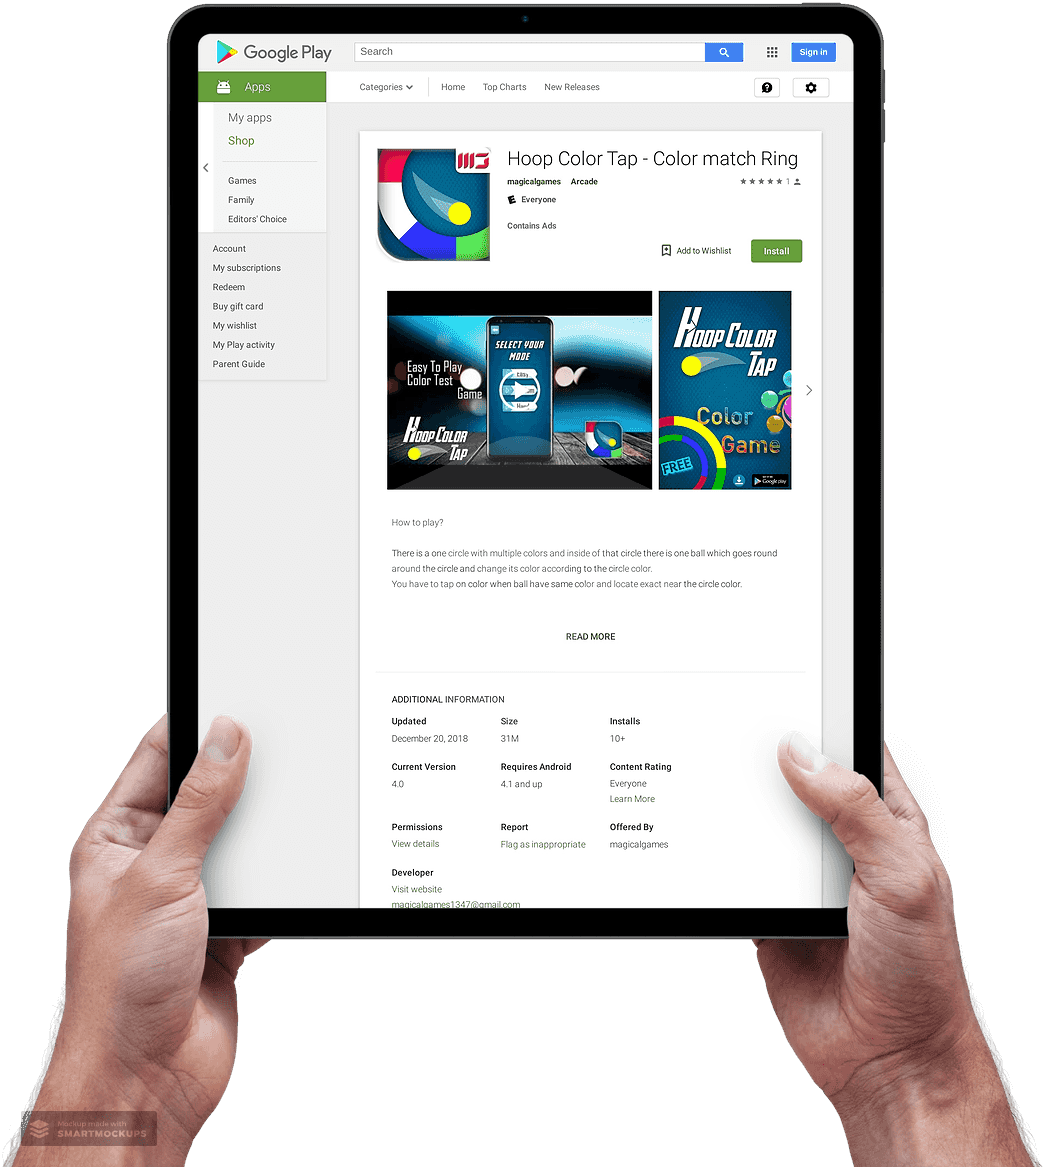 Google Play
Search
Sign in
Apps
Categories
Home
Top Charts
New Releases
My apps
Shop
Games
Family
Editors' Choice
Account
My subscriptions
Redeem
Buy gift card
My wishlist
My Play activity
Parent Guide
Hoop Color Tap - Color match Ring
magicalgames Arcade
1
Everyone
Contains Ads
Add to Wishlist
Install
SELECT YOUR
MODE
Easy
Hard
Easy To Play
Color Test
Game
HOOP COLOR
TAP
HOOP COLOR
TAP
Color
Game
FREE
Google play
How to play?
There is a one circle with multiple colors and inside of that circle there is one ball which goes round
around the circle and change its color according to the circle color.
You have to tap on color when ball have same color and locate exact near the circle color.
READ MORE
ADDITIONAL INFORMATION
Updated Size Installs
December 20, 2018 31M 10+
Current Version Requires Android Content Rating
4.0 4.1 and up Everyone
Learn More
Permissions Report Offered By
View details Flag as inappropriate magicalgames
Developer
Visit website
magicalgames1347@gmail.com
Mockup made with
SMARTMOCKUPS